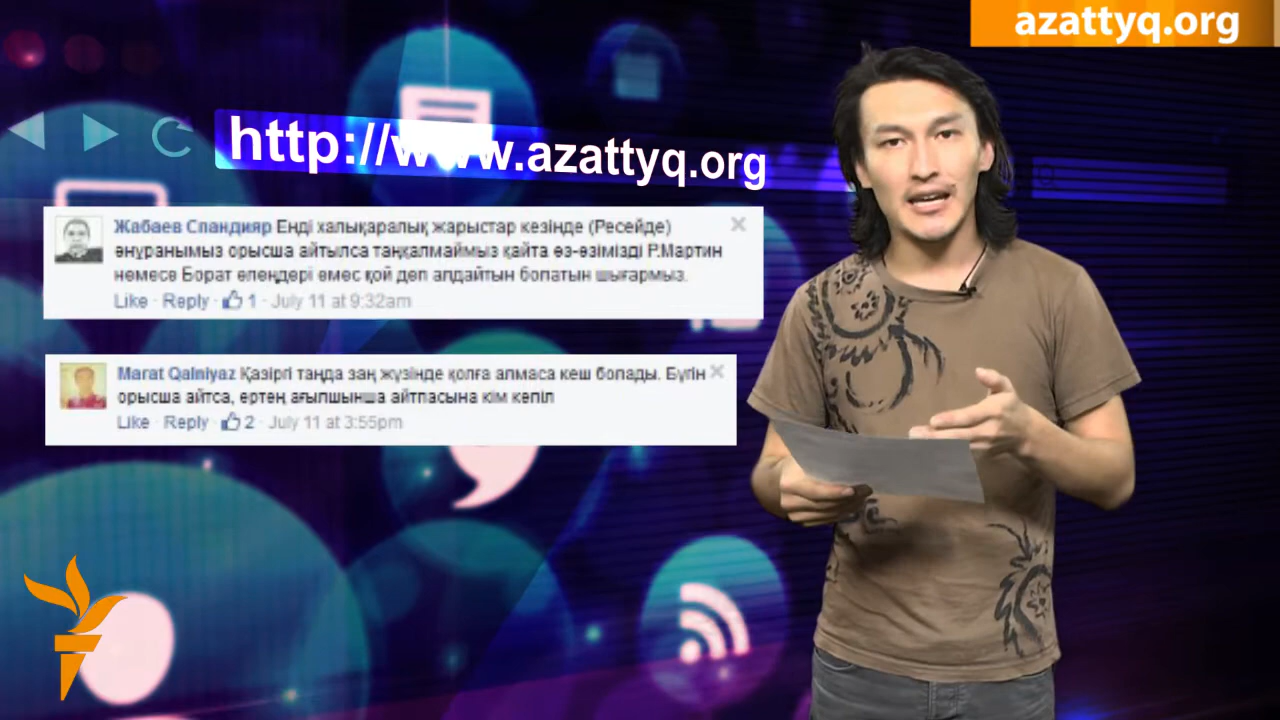 azattyq.org
http://www.azattyq.org
Жабаев Спандияр Енді халықаралық жарыстар кезінде (Ресейде)
әнұранымыз орысша айтылса таңқалмаймыз қайта өз-өзімізді Р.Мартин
немесе Борат өлеңдері емес қой деп алдайтын болатын шығармыз.
Like · Reply · 1 · July 11 at 9:32am
Marat Qalniyaz Қазіргі таңда заң жүзінде қолға алмаса кеш болады. Бүгін
орысша айтса, ертең ағылшынша айтпасына кім кепіл
Like · Reply · 2 · July 11 at 3:55pm